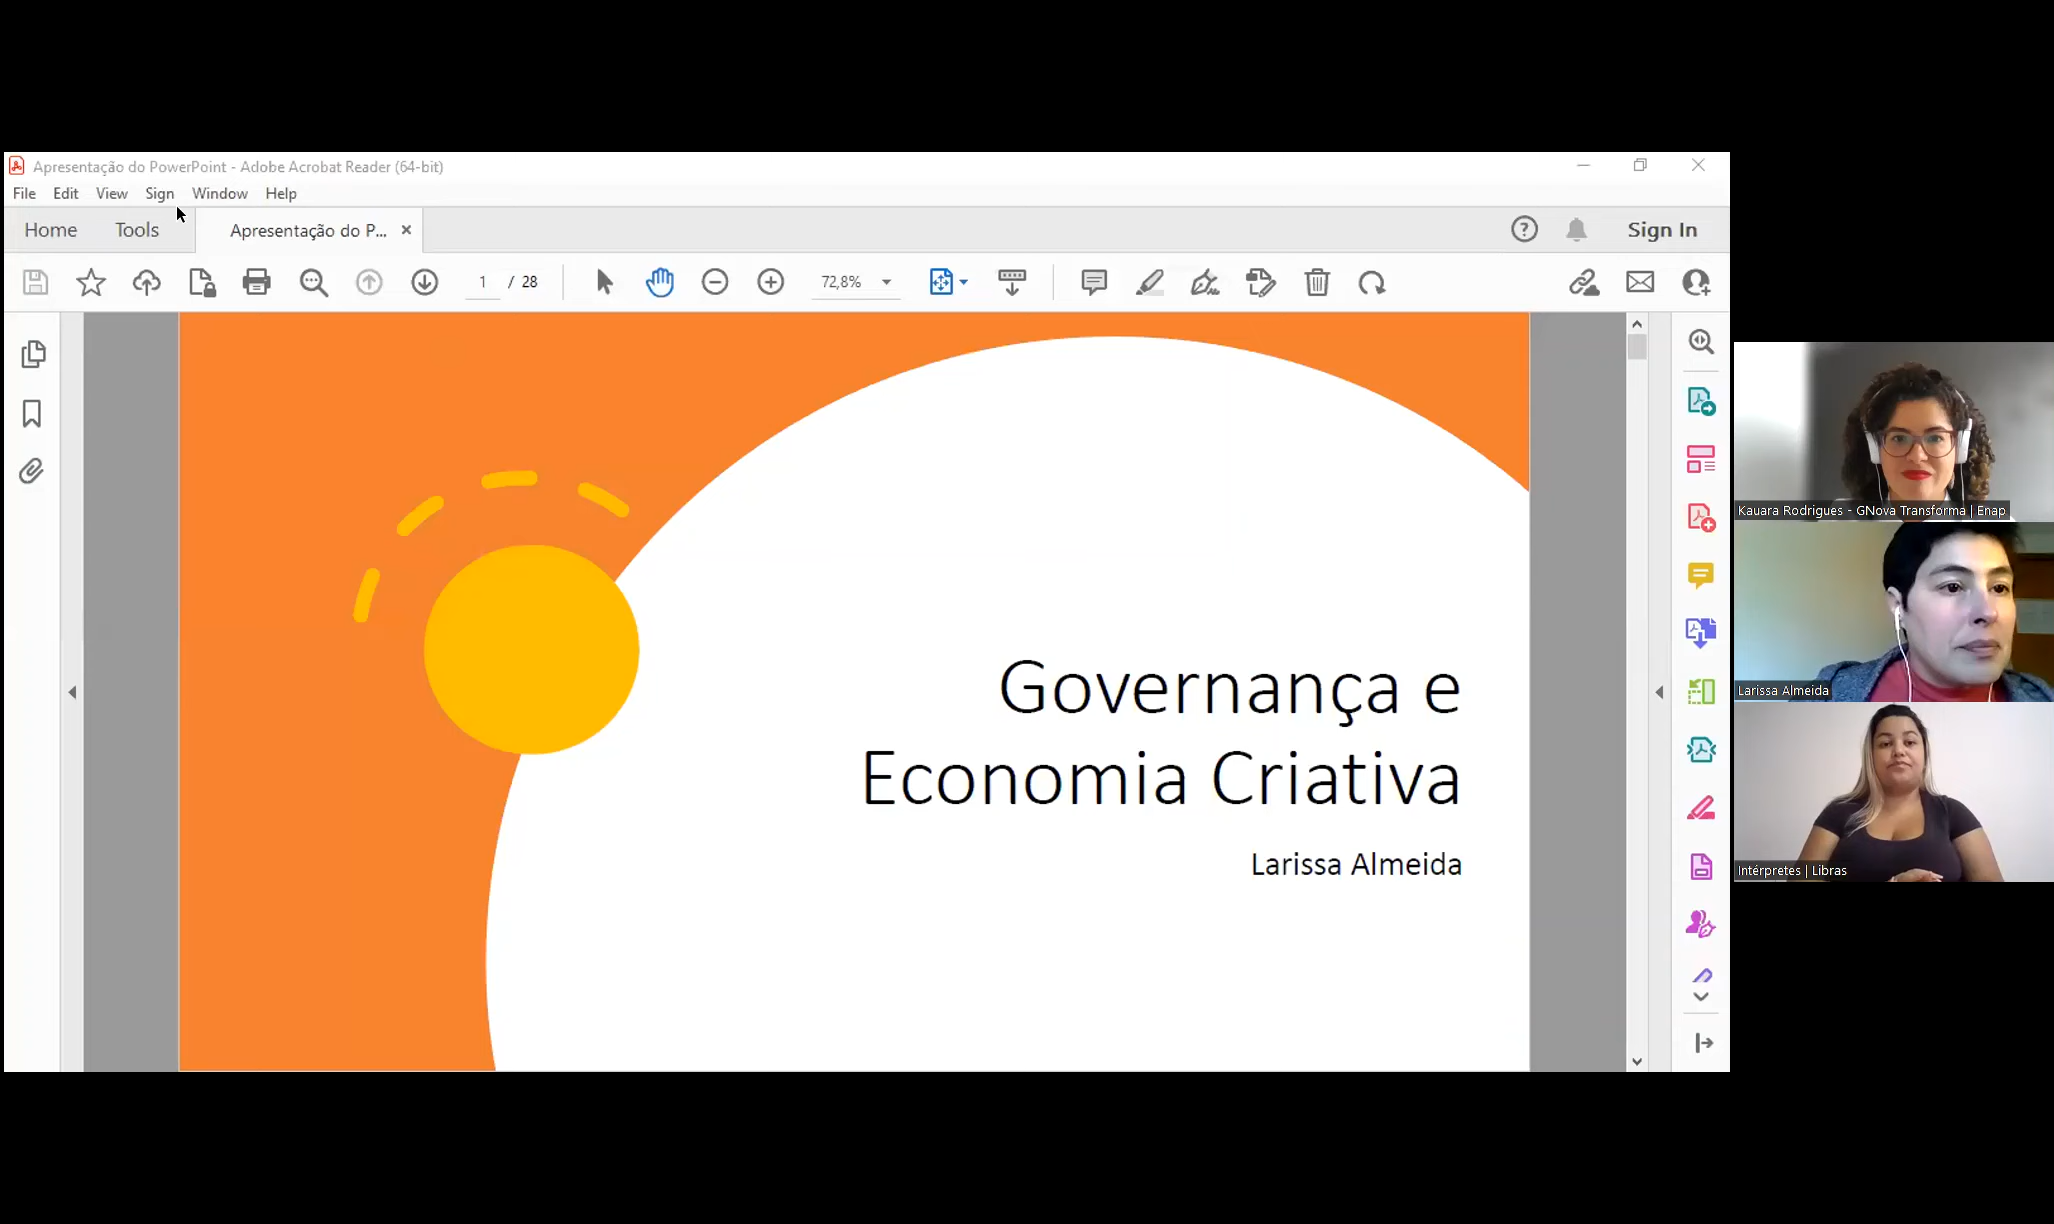 Apresentação do PowerPoint - Adobe Acrobat Reader (64-bit)
File Edit View Sign Window Help
Home Tools Apresentação do P... × Sign In
1 / 28 72,8%
Governança e
Economia Criativa
Larissa Almeida
Kauara Rodrigues - GNova Transforma | Enap
Larissa Almeida
Intérpretes | Libras